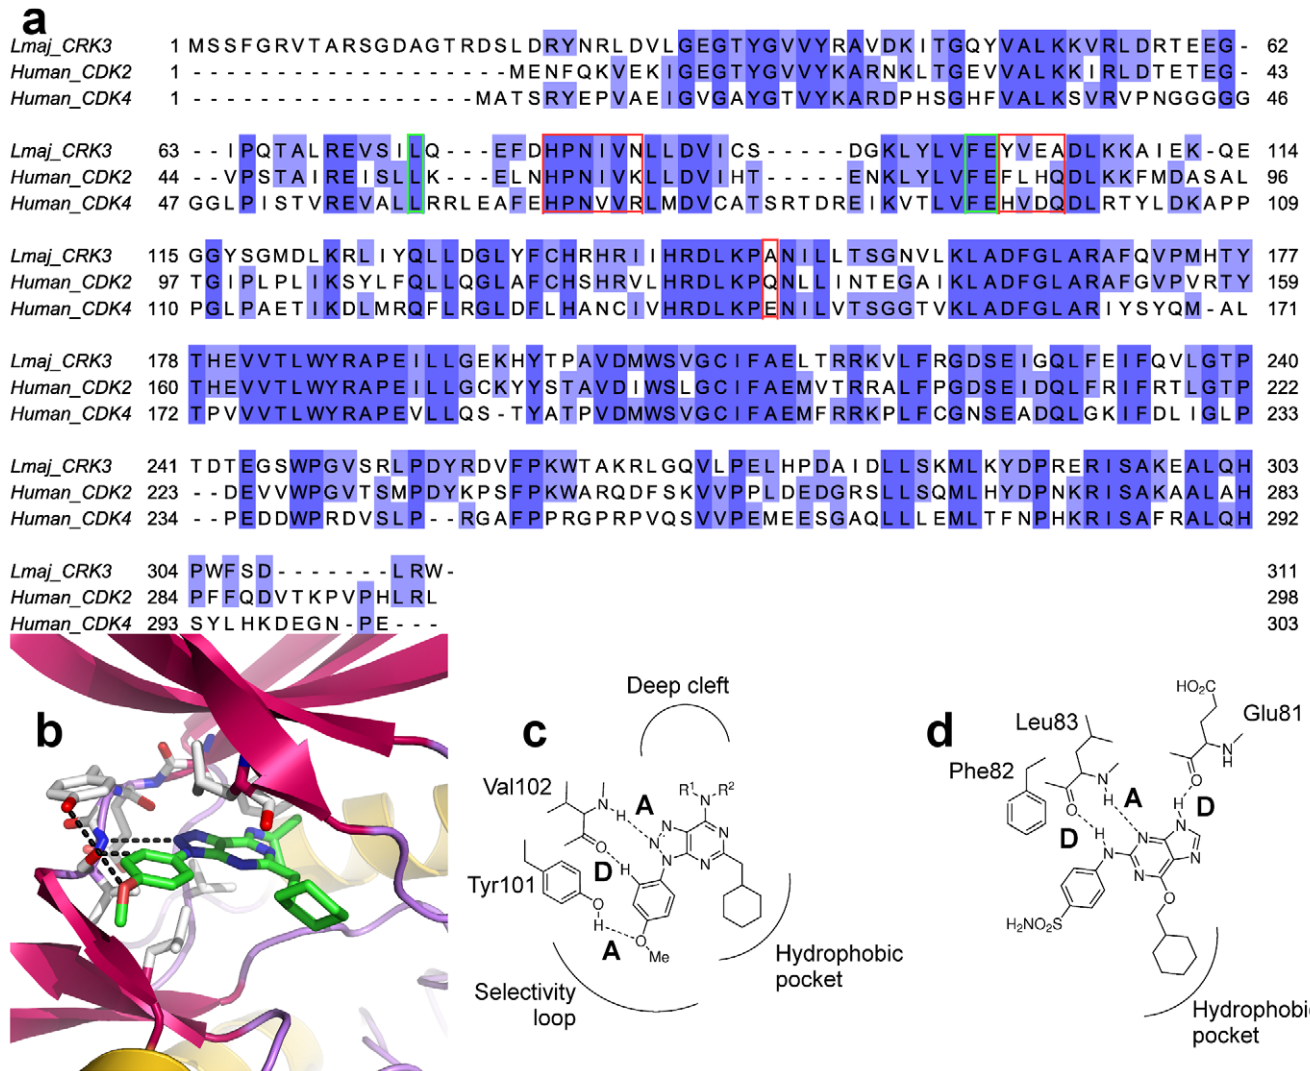 a
Lmaj_CRK3 1 MSSFGRVTARSGDAGTRDSLDRYNRLDVLGEGTYGVVYRAVDKITGQYVALKKVRLDRTEEG- 62
Human_CDK2 1 -------------------MENFQKVEKIGEGTYGVVYKARNKLTGEVVALKKIRLDTETEG- 43
Human_CDK4 1 -----------------MATSRYEPVAEIGVGAYGTVYKARDPHSGHFVALKSVRVPNGGGGG 46
Lmaj_CRK3 63 --IPQTALREVSILQ---EFDHPNIVNLLDVICS-----DGKLYLVFEYVEADLKKAIEK-QE 114
Human_CDK2 44 --VPSTAIREISLLK---ELNHPNIVKLLDVIHT-----ENKLYLVFEFLHQDLKKFMDASAL 96
Human_CDK4 47 GGLPISTVREVALLRRLEAFEHPNVVRLMDVCATSRTDREIKVTLVFEHVDQDLRTYLDKAPP 109
Lmaj_CRK3 115 GGYSGMDLKRLIYQLLDGLYFCHRHRIIHRDLKPANILLTSGNVLKLADFGLARAFQVPMHTY 177
Human_CDK2 97 TGIPLPLIKSYLFQLLQGLAFCHSHRVLHRDLKPQNLLINTEGAIKLADFGLARAFGVPVRTY 159
Human_CDK4 110 PGLPAETIKDLMRQFLRGLDFLHANCIVHRDLKPENILVTSGGTVKLADFGLARIYSYQM-AL 171
Lmaj_CRK3 178 THEVVTLWYRAPEILLGEKHYTPAVDMWSVGCIFAELTRRKVLFRGDSEIGQLFEIFQVLGTP 240
Human_CDK2 160 THEVVTLWYRAPEILLGCKYYSTAVDIWSLGCIFAEMVTRRALFPGDSEIDQLFRIFRTLGTP 222
Human_CDK4 172 TPVVVTLWYRAPEVLLQS-TYATPVDMWSVGCIFAEMFRRKPLFCGNSEADQLGKIFDLIGLP 233
Lmaj_CRK3 241 TDTEGSWPGVSRLPDYRDVFPKWTAKRLGQVLPELHPDAIDLLSKMLKYDPRERISAKEALQH 303
Human_CDK2 223 --DEVVWPGVTSMPDYKPSFPKWARQDFSKVVPPLDEDGRSLLSQMLHYDPNKRISAKAALAH 283
Human_CDK4 234 --PEDDWPRDVSLP--RGAFPPRGPRPVQSVVPEMEESGAQLLLEMLTFNPHKRISAFRALQH 292
Lmaj_CRK3 304 PWFSD-------LRW- 311
Human_CDK2 284 PFFQDVTKPVPHLRL 298
Human_CDK4 293 SYLHKDEGN-PE--- 303
b
c
Deep cleft
Val102
N
H
A
R1 N R2
N
N
N
N
N
N
O
D
H
Tyr101
O
H
A
O
Me
Selectivity loop
Hydrophobic pocket
d
HO2C
Glu81
N
H
O
Leu83
Phe82
N
H
A
O
H
D
H
D
N
N
N
N
N
N
O
H2NO2S
Hydrophobi
pocket